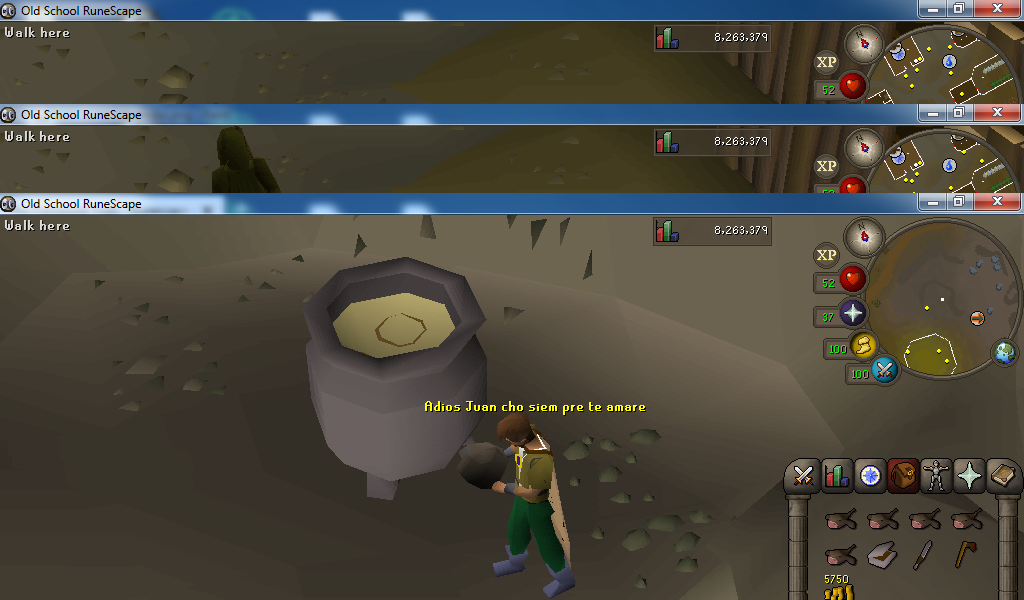 Old School RuneScape
Walk here
8,263,379
XP
52
Old School RuneScape
Walk here
8,263,379
XP
Old School RuneScape
Walk here
8,263,379
XP
52
37
100
100
Adios Juan cho siem pre te amare
5750